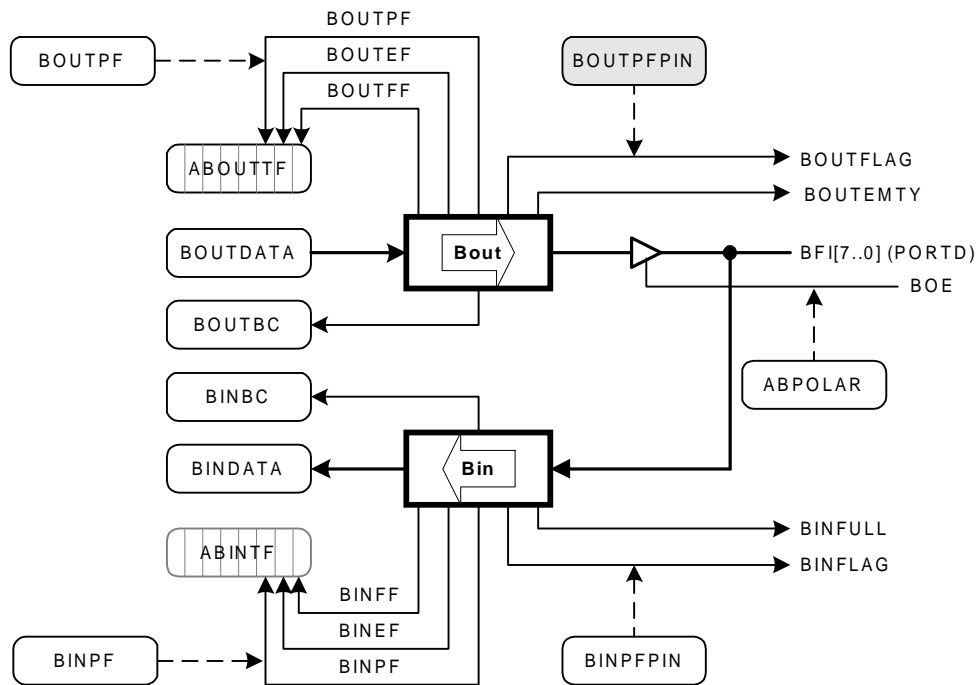 BOUTPF
BOUTPF
BOUTEF
BOUTFF
BOUTPFPIN
ABOUTTF
BOUTFLAG
BOUTEMTY
BOUTDATA
Bout
BFI[7..0] (PORTD)
BOE
BOUTBC
ABPOLAR
BINBC
BINDATA
Bin
ABINTF
BINFULL
BINFLAG
BINFF
BINEF
BINPF
BINPF
BINPFPIN